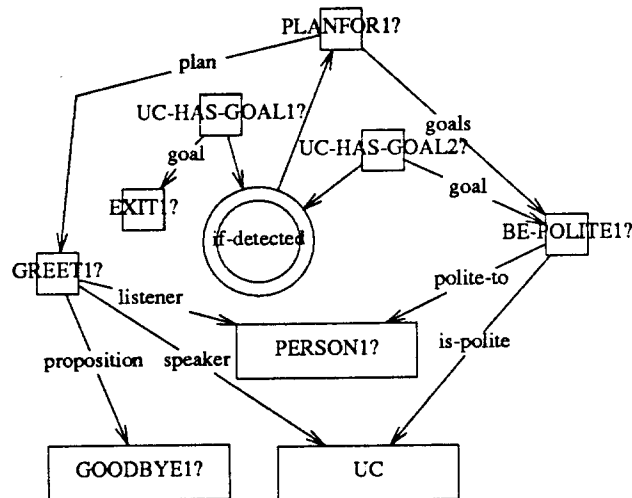 PLANFOR1?
plan
UC-HAS-GOAL1?
goals
UC-HAS-GOAL2?
goal
goal
EXIT1?
if-detected
BE-POLITE1?
GREET1?
listener
polite-to
PERSON1?
is-polite
proposition
speaker
GOODBYE1?
UC